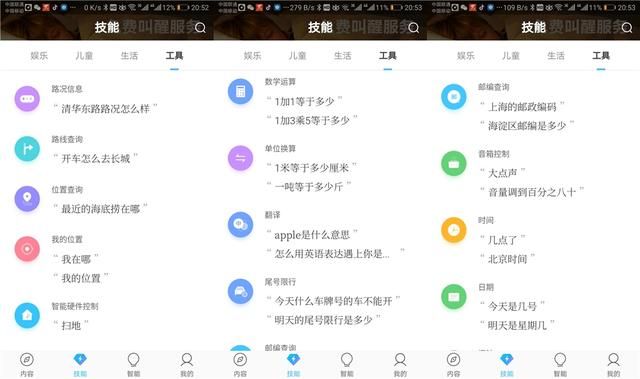 中国联通
中国移动
0 K/s
12%
20:52
技能
费叫醒服务
娱乐
儿童
生活
工具
路况信息
“ 清华东路路况怎么样 ”
路线查询
“ 开车怎么去长城 ”
位置查询
“ 最近的海底捞在哪 ”
我的位置
“ 我在哪 ”
“ 我的位置 ”
智能硬件控制
“ 扫地 ”
内容
技能
智能
我的
中国联通
中国移动
279 B/s
12%
20:53
技能
费叫醒服务
娱乐
儿童
生活
工具
数学运算
“ 1加1等于多少 ”
“ 1加3乘5等于多少 ”
单位换算
“ 1米等于多少厘米 ”
“ 一吨等于多少斤 ”
翻译
“ apple是什么意思 ”
“ 怎么用英语表达遇上你是... ”
尾号限行
“ 今天什么车牌号的车不能开 ”
“ 明天的尾号限行是多少 ”
邮编查询
内容
技能
智能
我的
中国联通
中国移动
109 B/s
11%
20:53
技能
费叫醒服务
娱乐
儿童
生活
工具
邮编查询
“ 上海的邮政编码 ”
“ 海淀区邮编是多少 ”
音箱控制
“ 大点声 ”
“ 音量调到百分之八十 ”
时间
“ 几点了 ”
“ 北京时间 ”
日期
“ 今天是几号 ”
“ 明天是星期几 ”
内容
技能
智能
我的